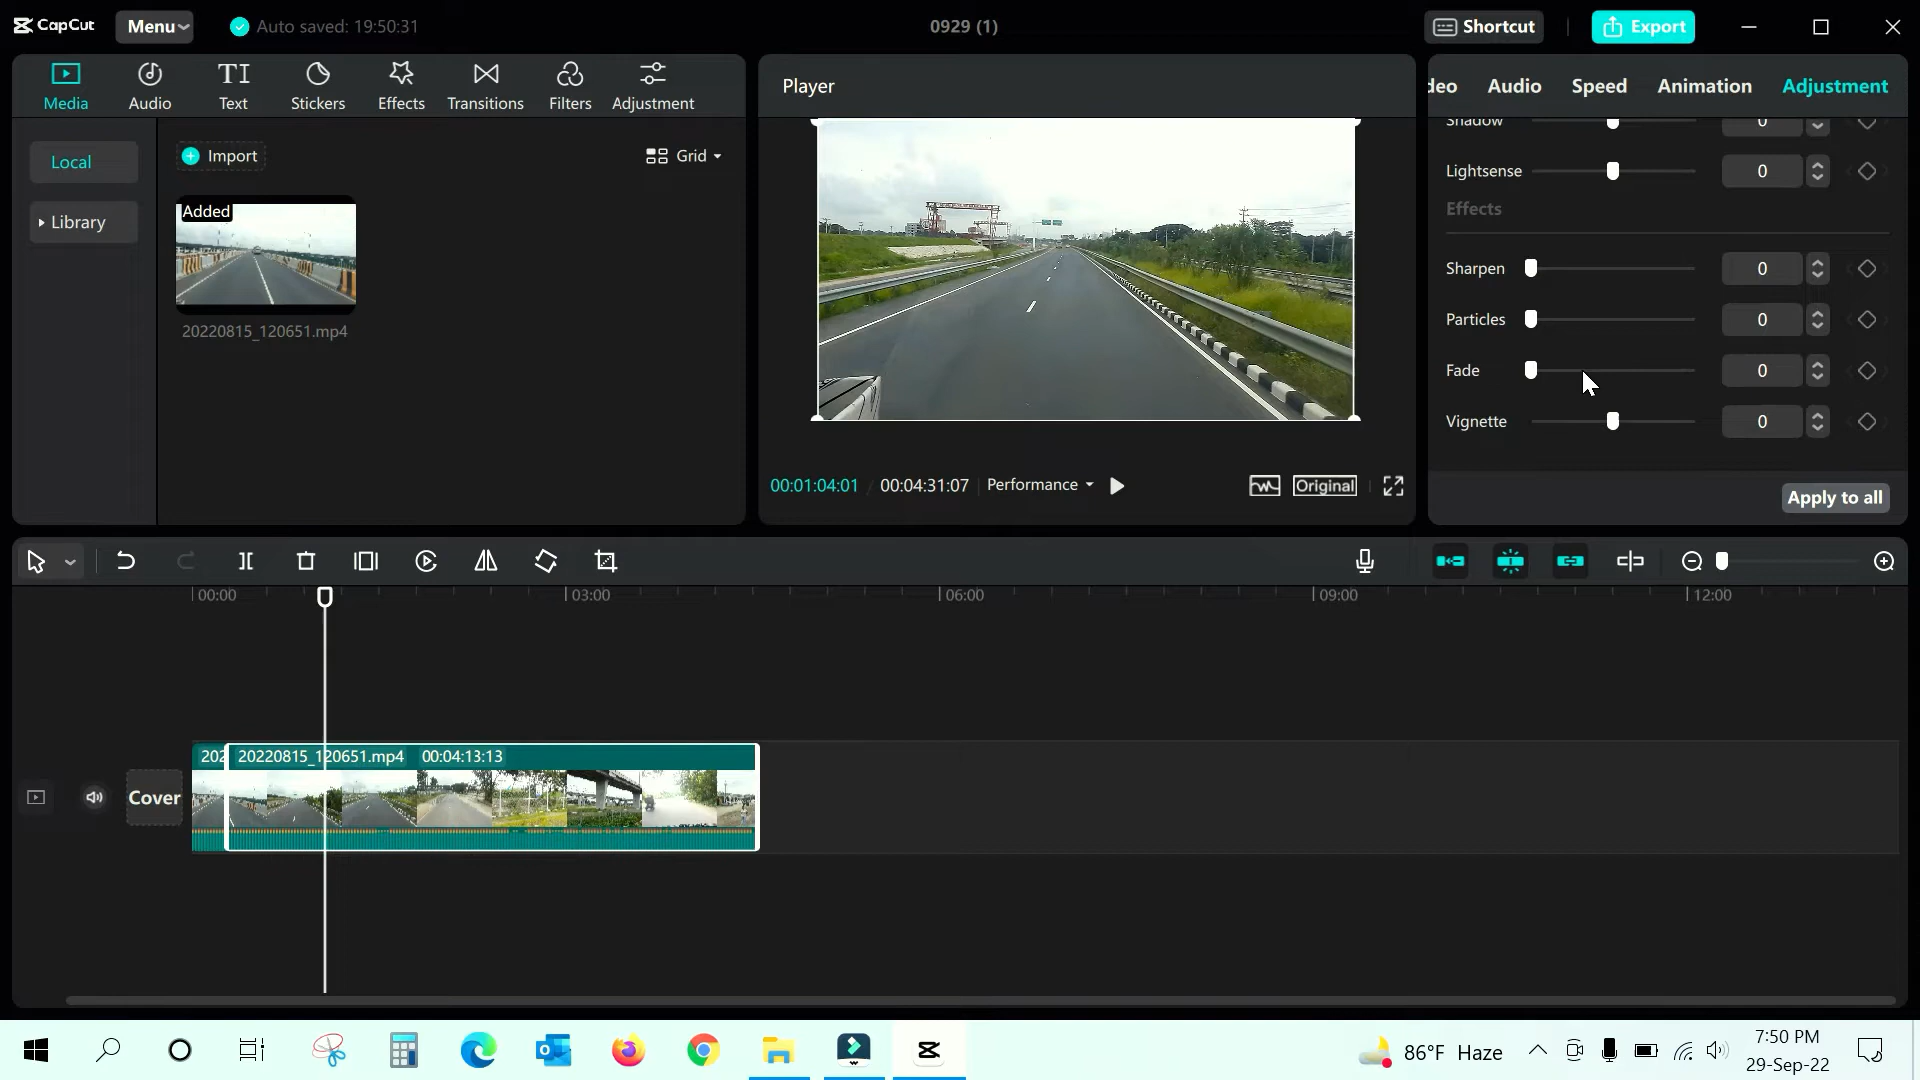 CapCut
Menu
Auto saved: 19:50:31
0929 (1)
Shortcut
Export
Media
Audio
TI
Text
Stickers
Effects
Transitions
Filters
Adjustment
Local
Library
Import
Grid
Added
20220815_120651.mp4
Player
00:01:04:01
00:04:31:07
Performance
Original
deo
Audio
Speed
Animation
Adjustment
Shadow
0
Lightsense
0
Effects
Sharpen
0
Particles
0
Fade
0
Vignette
0
Apply to all
00:00
03:00
06:00
09:00
12:00
Cover
202
20220815_120651.mp4
00:04:13:13
86°F Haze
7:50 PM
29-Sep-22